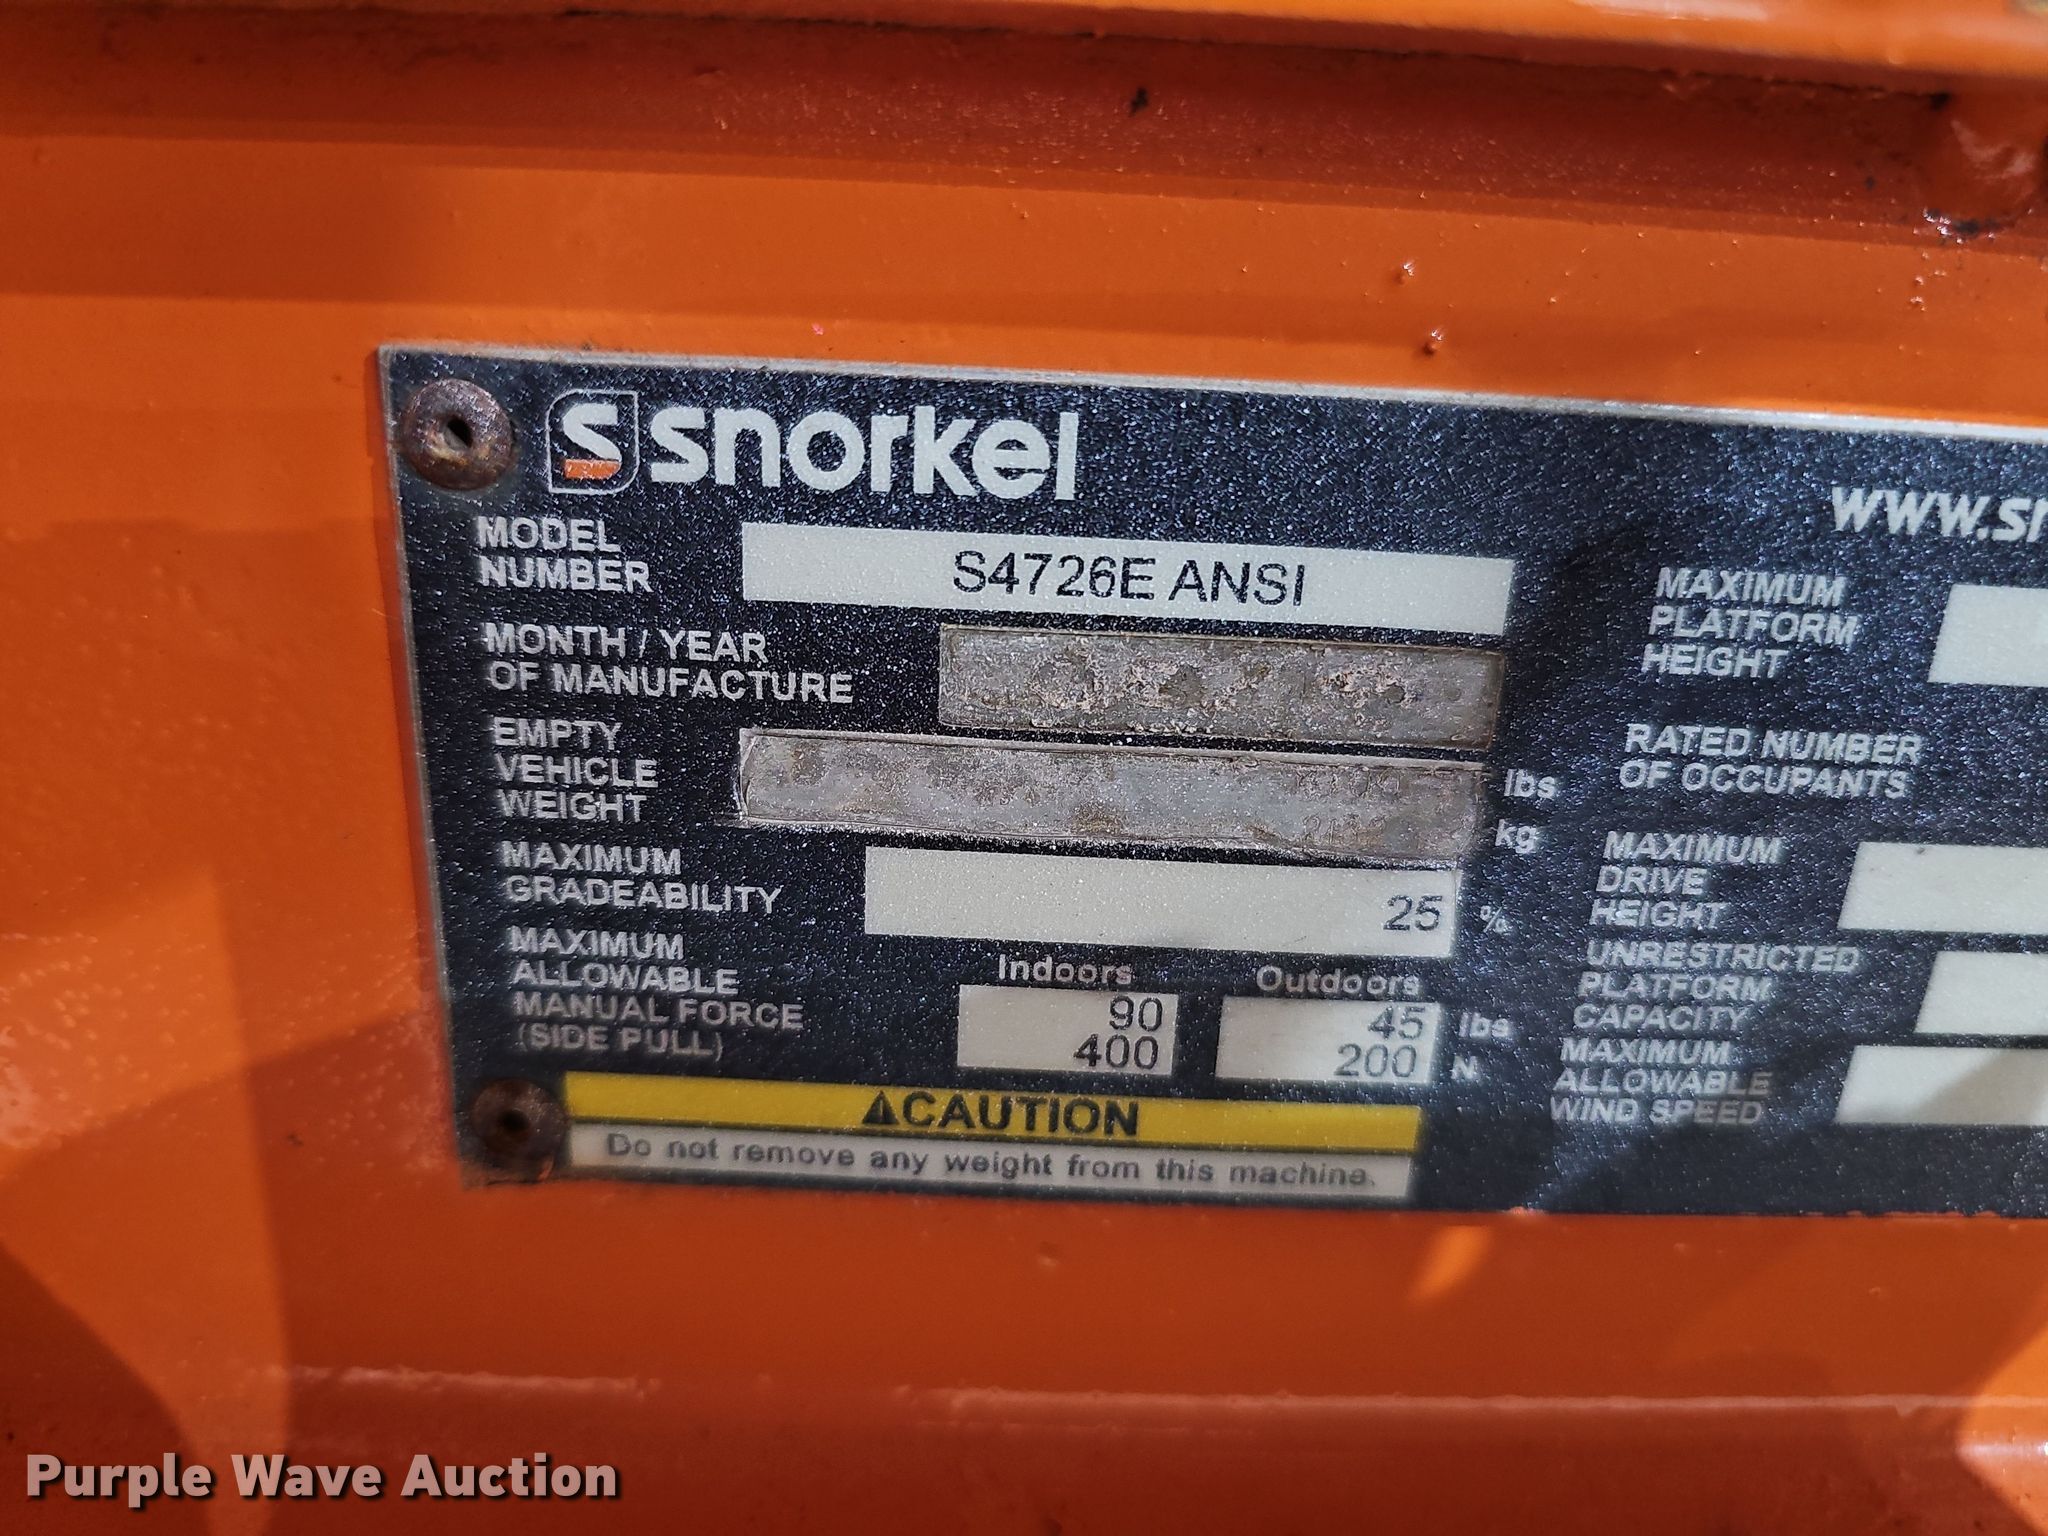 snorkel
www.sn
MODEL NUMBER S4726E ANSI
MONTH / YEAR OF MANUFACTURE
EMPTY VEHICLE WEIGHT lbs kg
MAXIMUM GRADEABILITY 25 %
MAXIMUM ALLOWABLE MANUAL FORCE (SIDE PULL)
Indoors Outdoors
90 45 lbs
400 200 N
CAUTION
Do not remove any weight from this machine.
MAXIMUM PLATFORM HEIGHT
RATED NUMBER OF OCCUPANTS
MAXIMUM DRIVE HEIGHT
UNRESTRICTED PLATFORM CAPACITY
MAXIMUM ALLOWABLE WIND SPEED
Purple Wave Auction